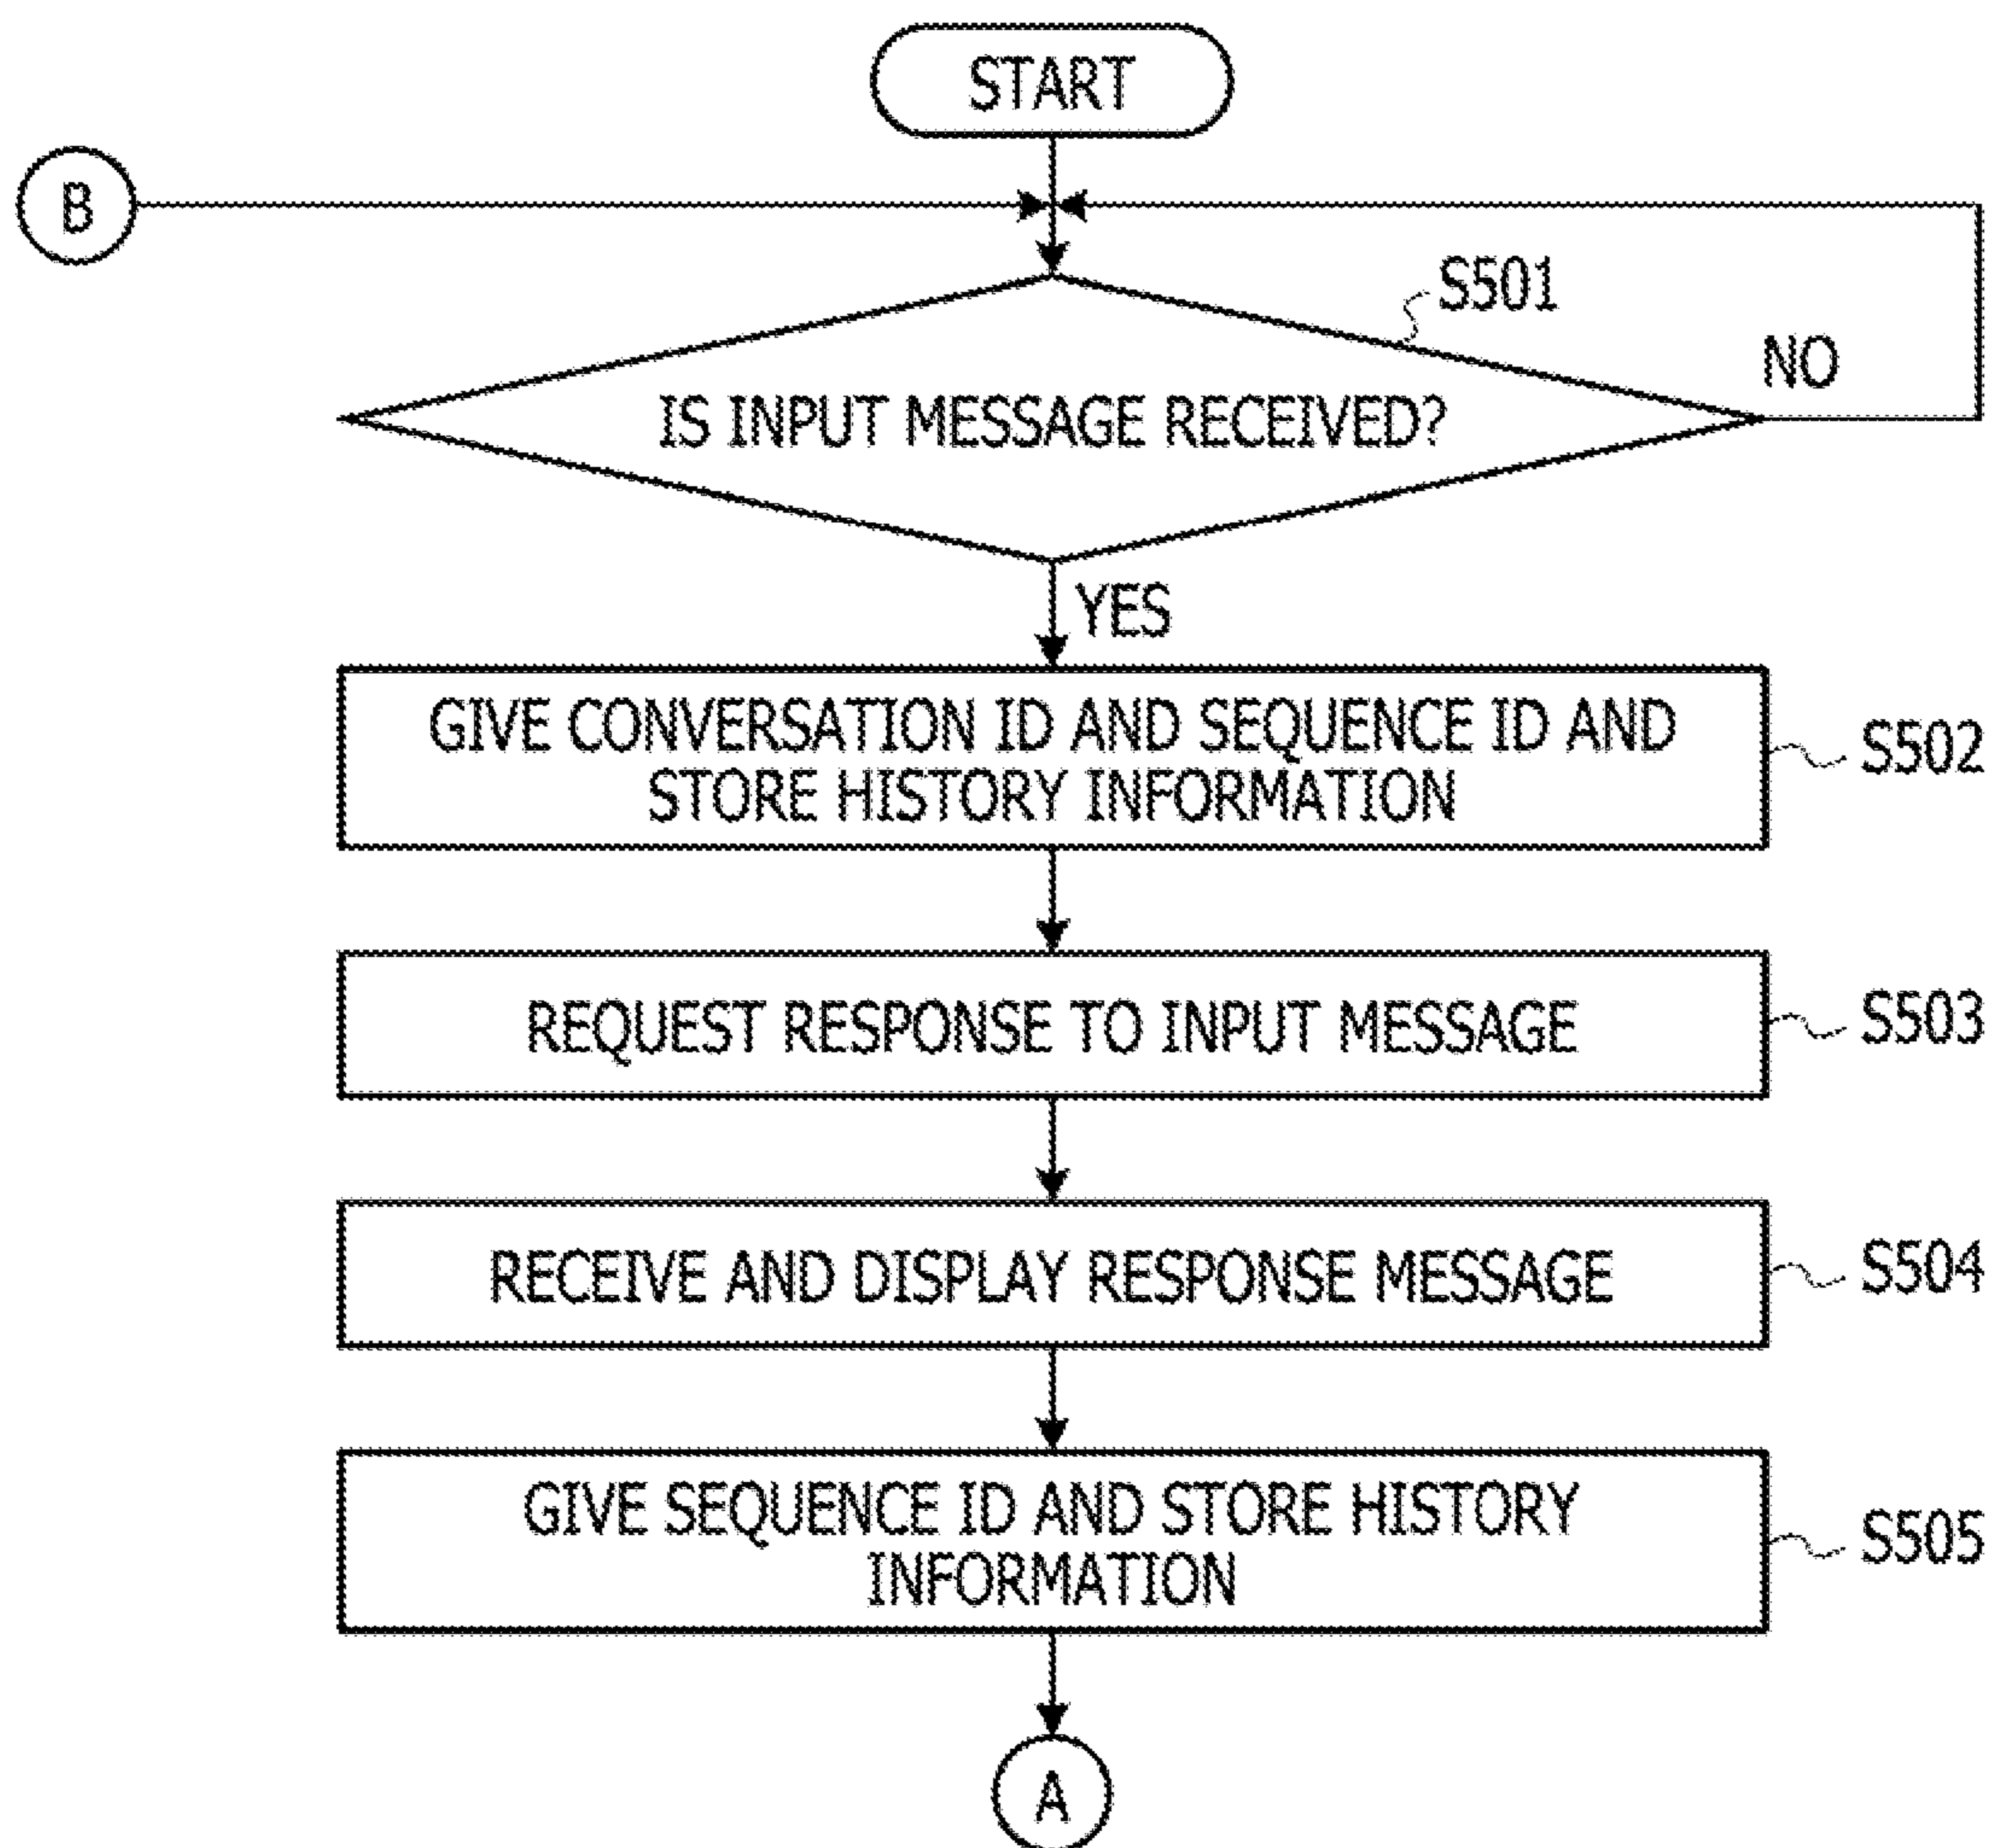 START
B
S501
NO
IS INPUT MESSAGE RECEIVED?
YES
GIVE CONVERSATION ID AND SEQUENCE ID AND
STORE HISTORY INFORMATION
S502
REQUEST RESPONSE TO INPUT MESSAGE
S503
RECEIVE AND DISPLAY RESPONSE MESSAGE
S504
GIVE SEQUENCE ID AND STORE HISTORY
INFORMATION
S505
A